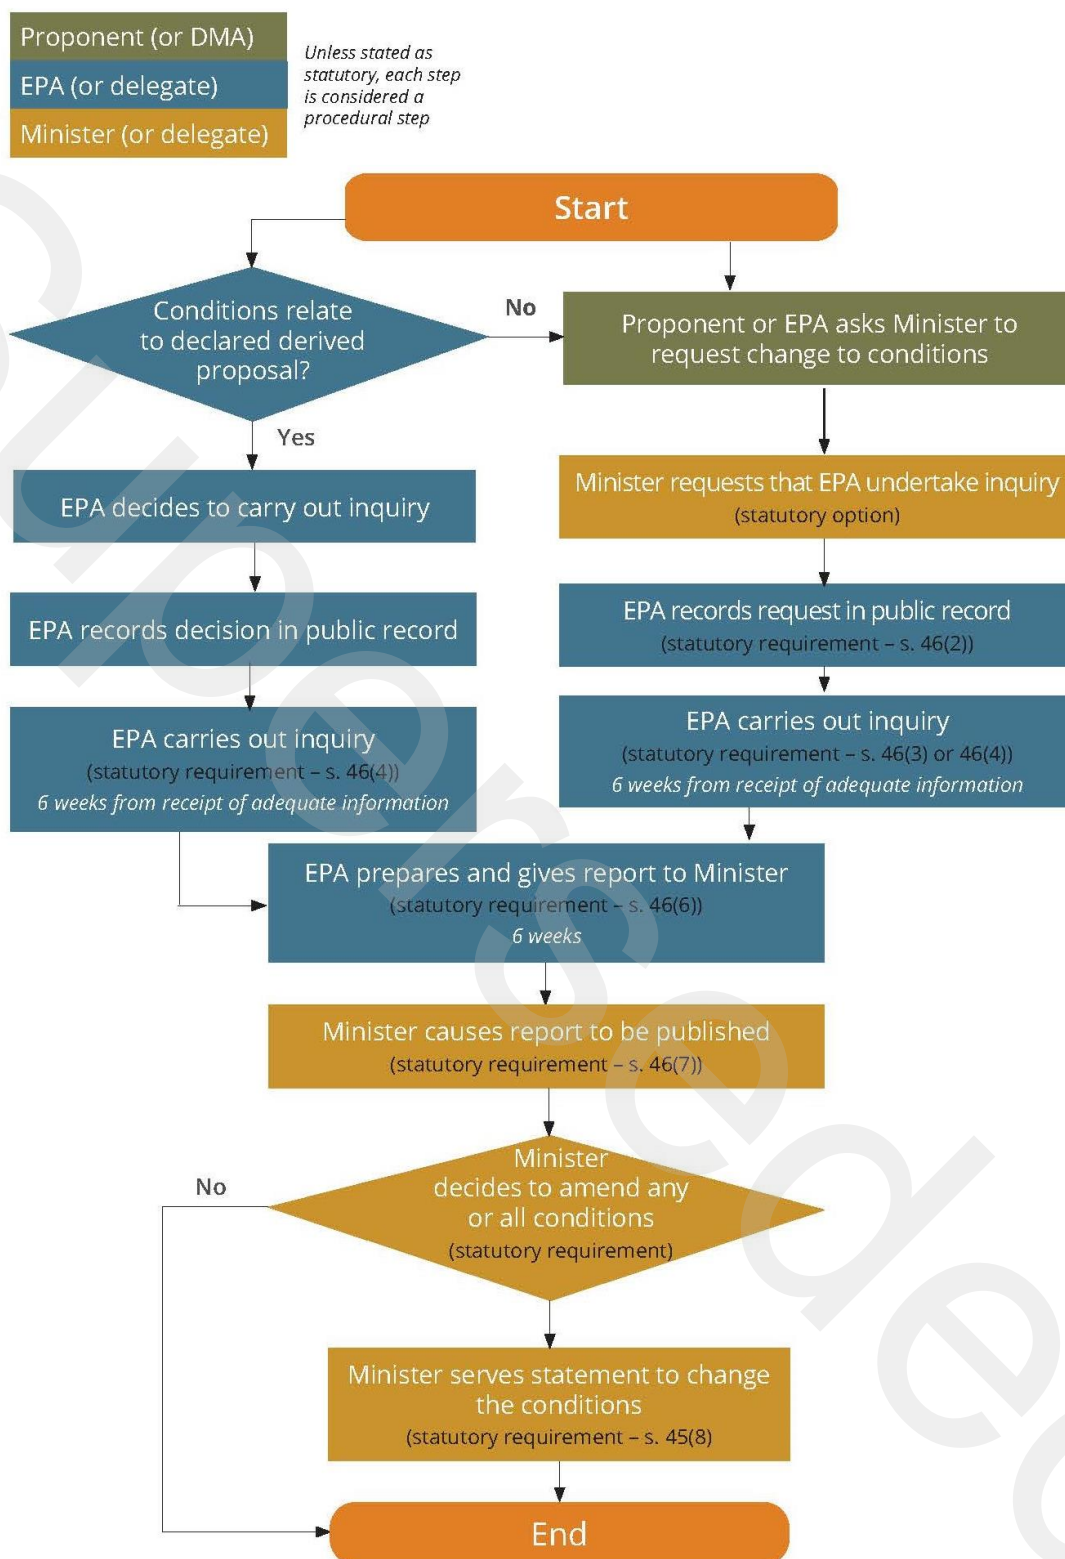 Proponent (or DMA)
EPA (or delegate)
Minister (or delegate)
Unless stated as
statutory, each step
is considered a
procedural step
Start
Conditions relate
to declared derived
proposal?
No
Proponent or EPA asks Minister to
request change to conditions
Yes
EPA decides to carry out inquiry
Minister requests that EPA undertake inquiry
(statutory option)
EPA records decision in public record
EPA records request in public record
(statutory requirement – s. 46(2))
EPA carries out inquiry
(statutory requirement – s. 46(4))
6 weeks from receipt of adequate information
EPA carries out inquiry
(statutory requirement – s. 46(3) or 46(4))
6 weeks from receipt of adequate information
EPA prepares and gives report to Minister
(statutory requirement – s. 46(6))
6 weeks
Minister causes report to be published
(statutory requirement – s. 46(7))
Minister
decides to amend any
or all conditions
(statutory requirement)
No
Minister serves statement to change
the conditions
(statutory requirement – s. 45(8)
End
Superseded